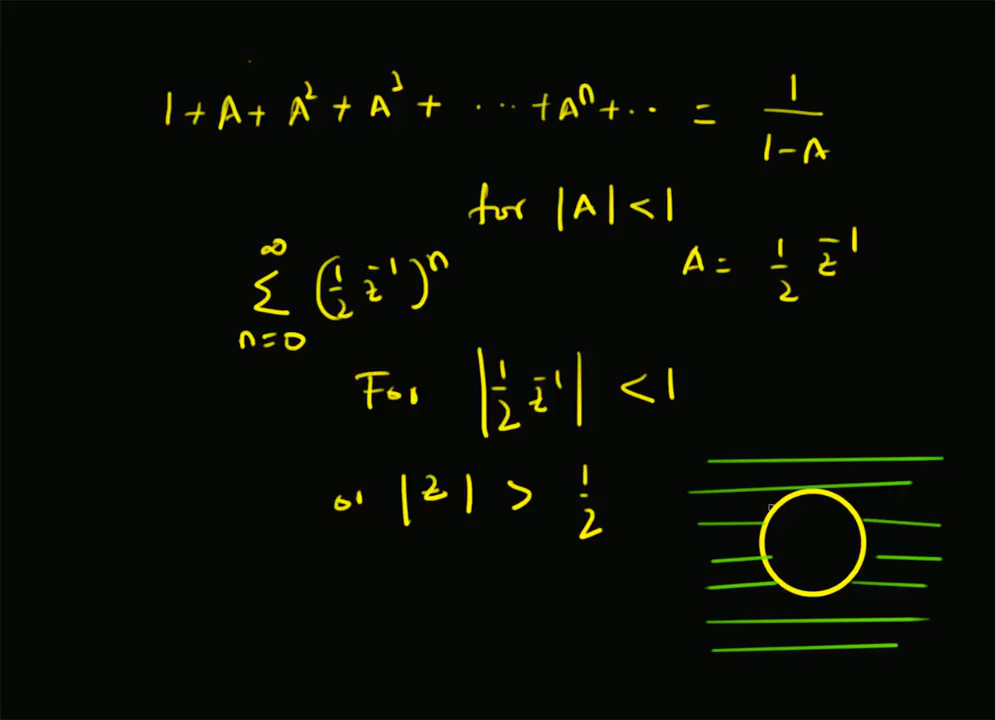 1 + A + A² + A³ + ··· + Aⁿ + ·· = 1/(1-A)
for |A| < 1
A = 1/2 z⁻¹
∑_{n=0}^{∞} (1/2 z⁻¹)ⁿ
For |1/2 z⁻¹| < 1
or |z| > 1/2